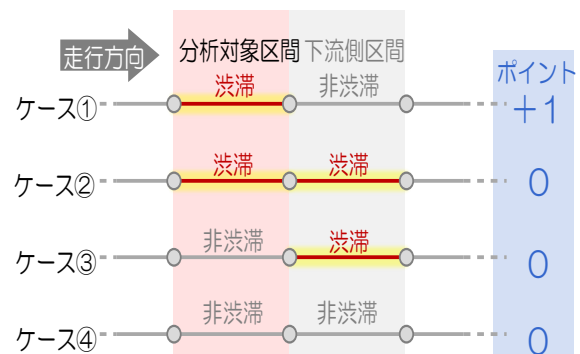 走行方向 分析対象区間 下流側区間 ポイント
ケース① 渋滞 非渋滞 +1
ケース② 渋滞 渋滞 0
ケース③ 非渋滞 渋滞 0
ケース④ 非渋滞 非渋滞 0